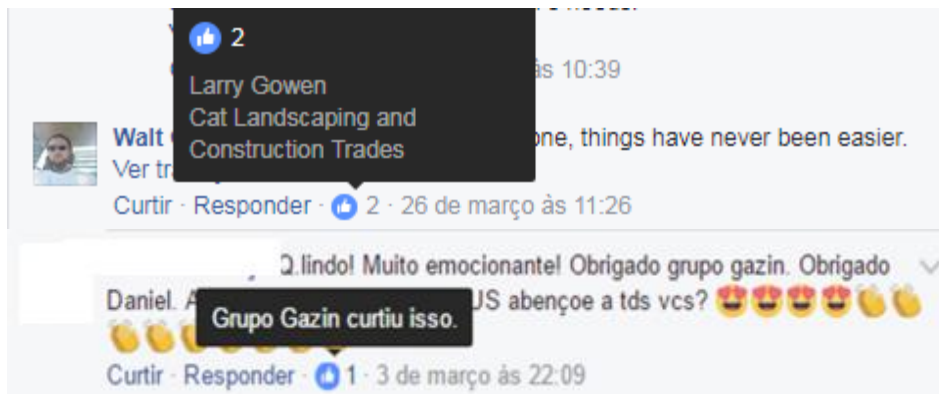 2
às 10:39
Larry Gowen
Cat Landscaping and
Construction Trades
Walt one, things have never been easier.
Ver
Curtir · Responder · 2 · 26 de março às 11:26
Q.lindo! Muito emocionante! Obrigado grupo gazin. Obrigado
Daniel. US abençoe a tds vcs? 😍😍😍😍👏👏
Grupo Gazin curtiu isso.
Curtir · Responder · 1 · 3 de março às 22:09